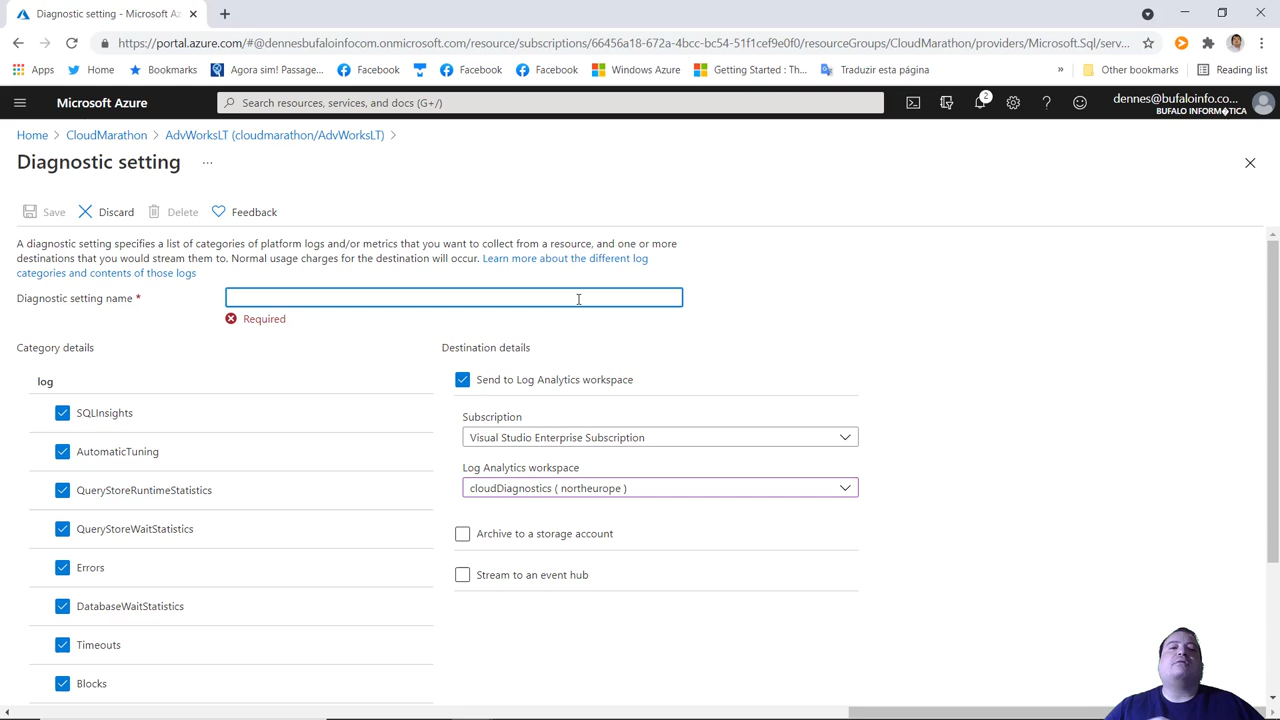 Diagnostic setting - Microsoft Az
https://portal.azure.com/#@dennesbufaloinfocom.onmicrosoft.com/resource/subscriptions/66456a18-672a-4bcc-bc54-51f1cef9e0f0/resourceGroups/CloudMarathon/providers/Microsoft.Sql/serv...
Apps Home Bookmarks Agora sim! Passage... Facebook Facebook Facebook Windows Azure Getting Started : Th... Traduzir esta página » Other bookmarks Reading list
Microsoft Azure
Search resources, services, and docs (G+/)
2
dennes@bufaloinfo.co...
BUFALO INFORM�TICA
Home > CloudMarathon > AdvWorksLT (cloudmarathon/AdvWorksLT) >
Diagnostic setting ...
Save Discard Delete Feedback
A diagnostic setting specifies a list of categories of platform logs and/or metrics that you want to collect from a resource, and one or more
destinations that you would stream them to. Normal usage charges for the destination will occur. Learn more about the different log
categories and contents of those logs
Diagnostic setting name *
Required
Category details
log
SQLInsights
AutomaticTuning
QueryStoreRuntimeStatistics
QueryStoreWaitStatistics
Errors
DatabaseWaitStatistics
Timeouts
Blocks
Destination details
Send to Log Analytics workspace
Subscription
Visual Studio Enterprise Subscription
Log Analytics workspace
cloudDiagnostics ( northeurope )
Archive to a storage account
Stream to an event hub